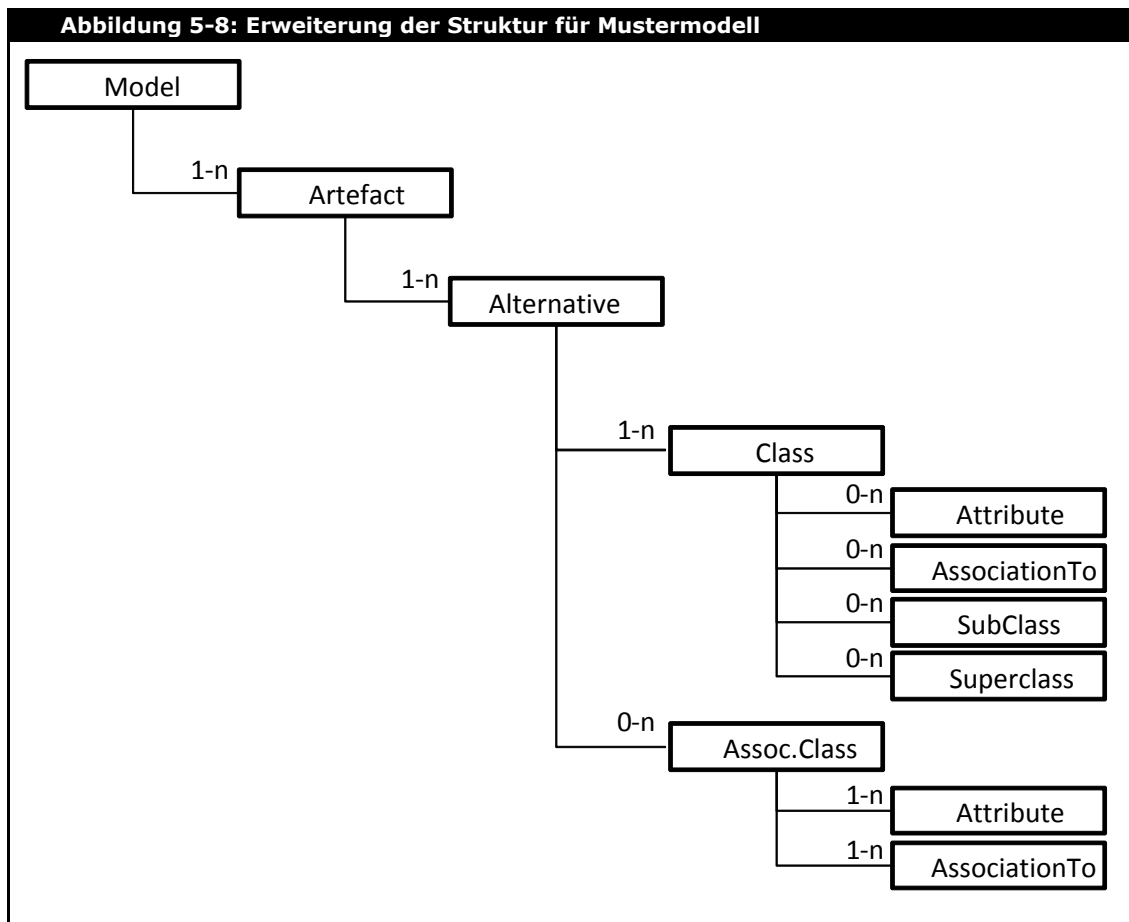 Abbildung 5-8: Erweiterung der Struktur für Mustermodell
Model
1-n
Artefact
1-n
Alternative
1-n
Class
0-n
Attribute
0-n
AssociationTo
0-n
SubClass
0-n
Superclass
0-n
Assoc.Class
1-n
Attribute
1-n
AssociationTo